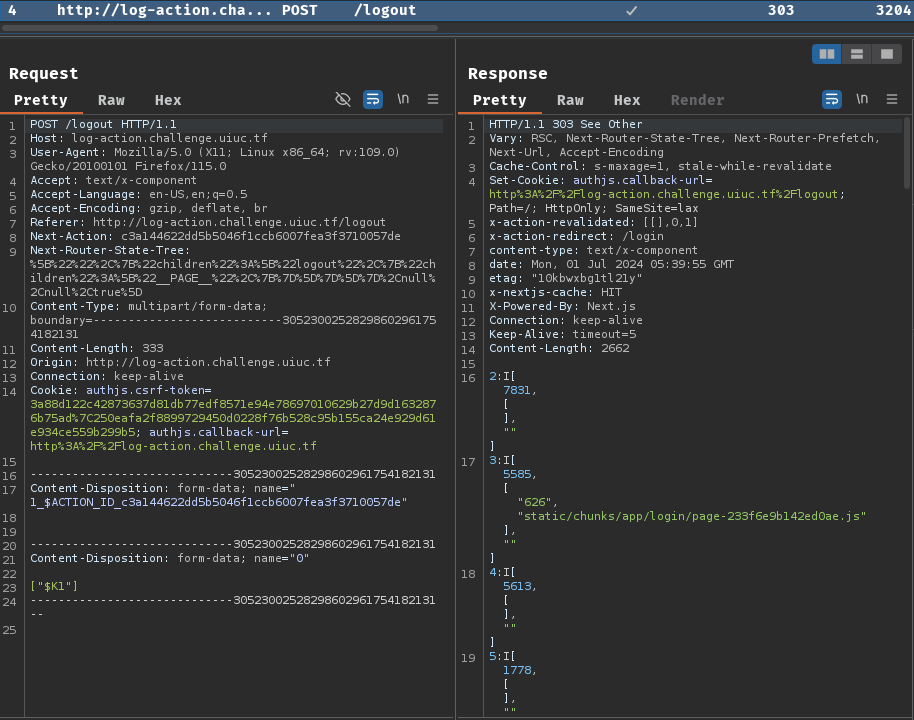 4 http://log-action.cha... POST /logout 303 3204
Request
Pretty Raw Hex \n
1 POST /logout HTTP/1.1
2 Host: log-action.challenge.uiuc.tf
3 User-Agent: Mozilla/5.0 (X11; Linux x86_64; rv:109.0)
Gecko/20100101 Firefox/115.0
4 Accept: text/x-component
5 Accept-Language: en-US,en;q=0.5
6 Accept-Encoding: gzip, deflate, br
7 Referer: http://log-action.challenge.uiuc.tf/logout
8 Next-Action: c3a144622dd5b5046f1ccb6007fea3f3710057de
9 Next-Router-State-Tree:
%5B%22%22%2C%7B%22children%22%3A%5B%22logout%22%2C%7B%22ch
ildren%22%3A%5B%22__PAGE__%22%2C%7B%7D%5D%7D%5D%7D%2Cnull%
2Cnull%2Ctrue%5D
10 Content-Type: multipart/form-data;
boundary=---------------------------3052300252829860296175
4182131
11 Content-Length: 333
12 Origin: http://log-action.challenge.uiuc.tf
13 Connection: keep-alive
14 Cookie: authjs.csrf-token=
3a88d122c42873637d81db77edf8571e94e78697010629b27d9d1632876
6b75ad%7C250eafa2f8899729450d0228f76b528c95b155ca24e929d61
e934ce559b299b5; authjs.callback-url=
http%3A%2F%2Flog-action.challenge.uiuc.tf
15
16 -----------------------------30523002528298602961754182131
17 Content-Disposition: form-data; name="
1_$ACTION_ID_c3a144622dd5b5046f1ccb6007fea3f3710057de"
18
19
20 -----------------------------30523002528298602961754182131
21 Content-Disposition: form-data; name="0"
22
23 ["$K1"]
24 -----------------------------30523002528298602961754182131
--
25
Response
Pretty Raw Hex Render \n
1 HTTP/1.1 303 See Other
2 Vary: RSC, Next-Router-State-Tree, Next-Router-Prefetch,
Next-Url, Accept-Encoding
3 Cache-Control: s-maxage=1, stale-while-revalidate
4 Set-Cookie: authjs.callback-url=
http%3A%2F%2Flog-action.challenge.uiuc.tf%2Flogout;
Path=/; HttpOnly; SameSite=lax
5 x-action-revalidated: [[],0,1]
6 x-action-redirect: /login
7 content-type: text/x-component
8 date: Mon, 01 Jul 2024 05:39:55 GMT
9 etag: "10kbwxbg1tl2ly"
10 x-nextjs-cache: HIT
11 X-Powered-By: Next.js
12 Connection: keep-alive
13 Keep-Alive: timeout=5
14 Content-Length: 2662
15
16 2:I[
7831,
[
],
""
]
17 3:I[
5585,
[
"626",
"static/chunks/app/login/page-233f6e9b142ed0ae.js"
],
""
]
18 4:I[
5613,
[
],
""
]
19 5:I[
1778,
[
],
""